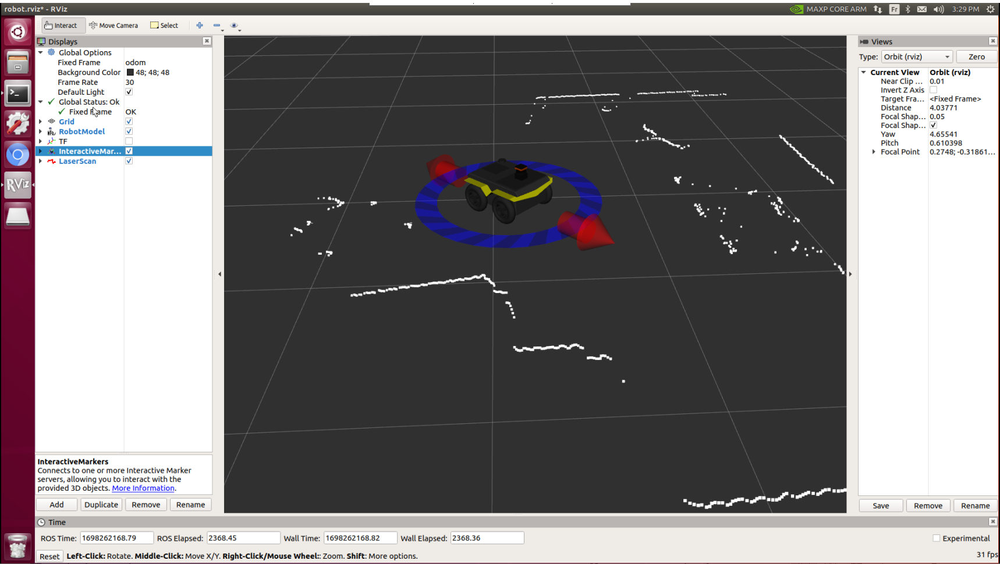 robot.rviz* - RViz
MAXP CORE ARM Fr 3:29 PM
Interact Move Camera Select
Displays
Global Options
Fixed Frame odom
Background Color 48; 48; 48
Frame Rate 30
Default Light
Global Status: Ok
Fixed Frame OK
Grid
RobotModel
TF
InteractiveMar...
LaserScan
RViz
InteractiveMarkers
Connects to one or more Interactive Marker
servers, allowing you to interact with the
provided 3D objects. More Information.
Add Duplicate Remove Rename
Views
Type: Orbit (rviz) Zero
Current View Orbit (rviz)
Near Clip ... 0.01
Invert Z Axis
Target Fra... <Fixed Frame>
Distance 4.03771
Focal Shap... 0.05
Focal Shap...
Yaw 4.65541
Pitch 0.610398
Focal Point 0.2748; -0.31861...
Save Remove Rename
Time
ROS Time: 1698262168.79 ROS Elapsed: 2368.45 Wall Time: 1698262168.82 Wall Elapsed: 2368.36 Experimental
Reset Left-Click: Rotate. Middle-Click: Move X/Y. Right-Click/Mouse Wheel:: Zoom. Shift: More options. 31 fps